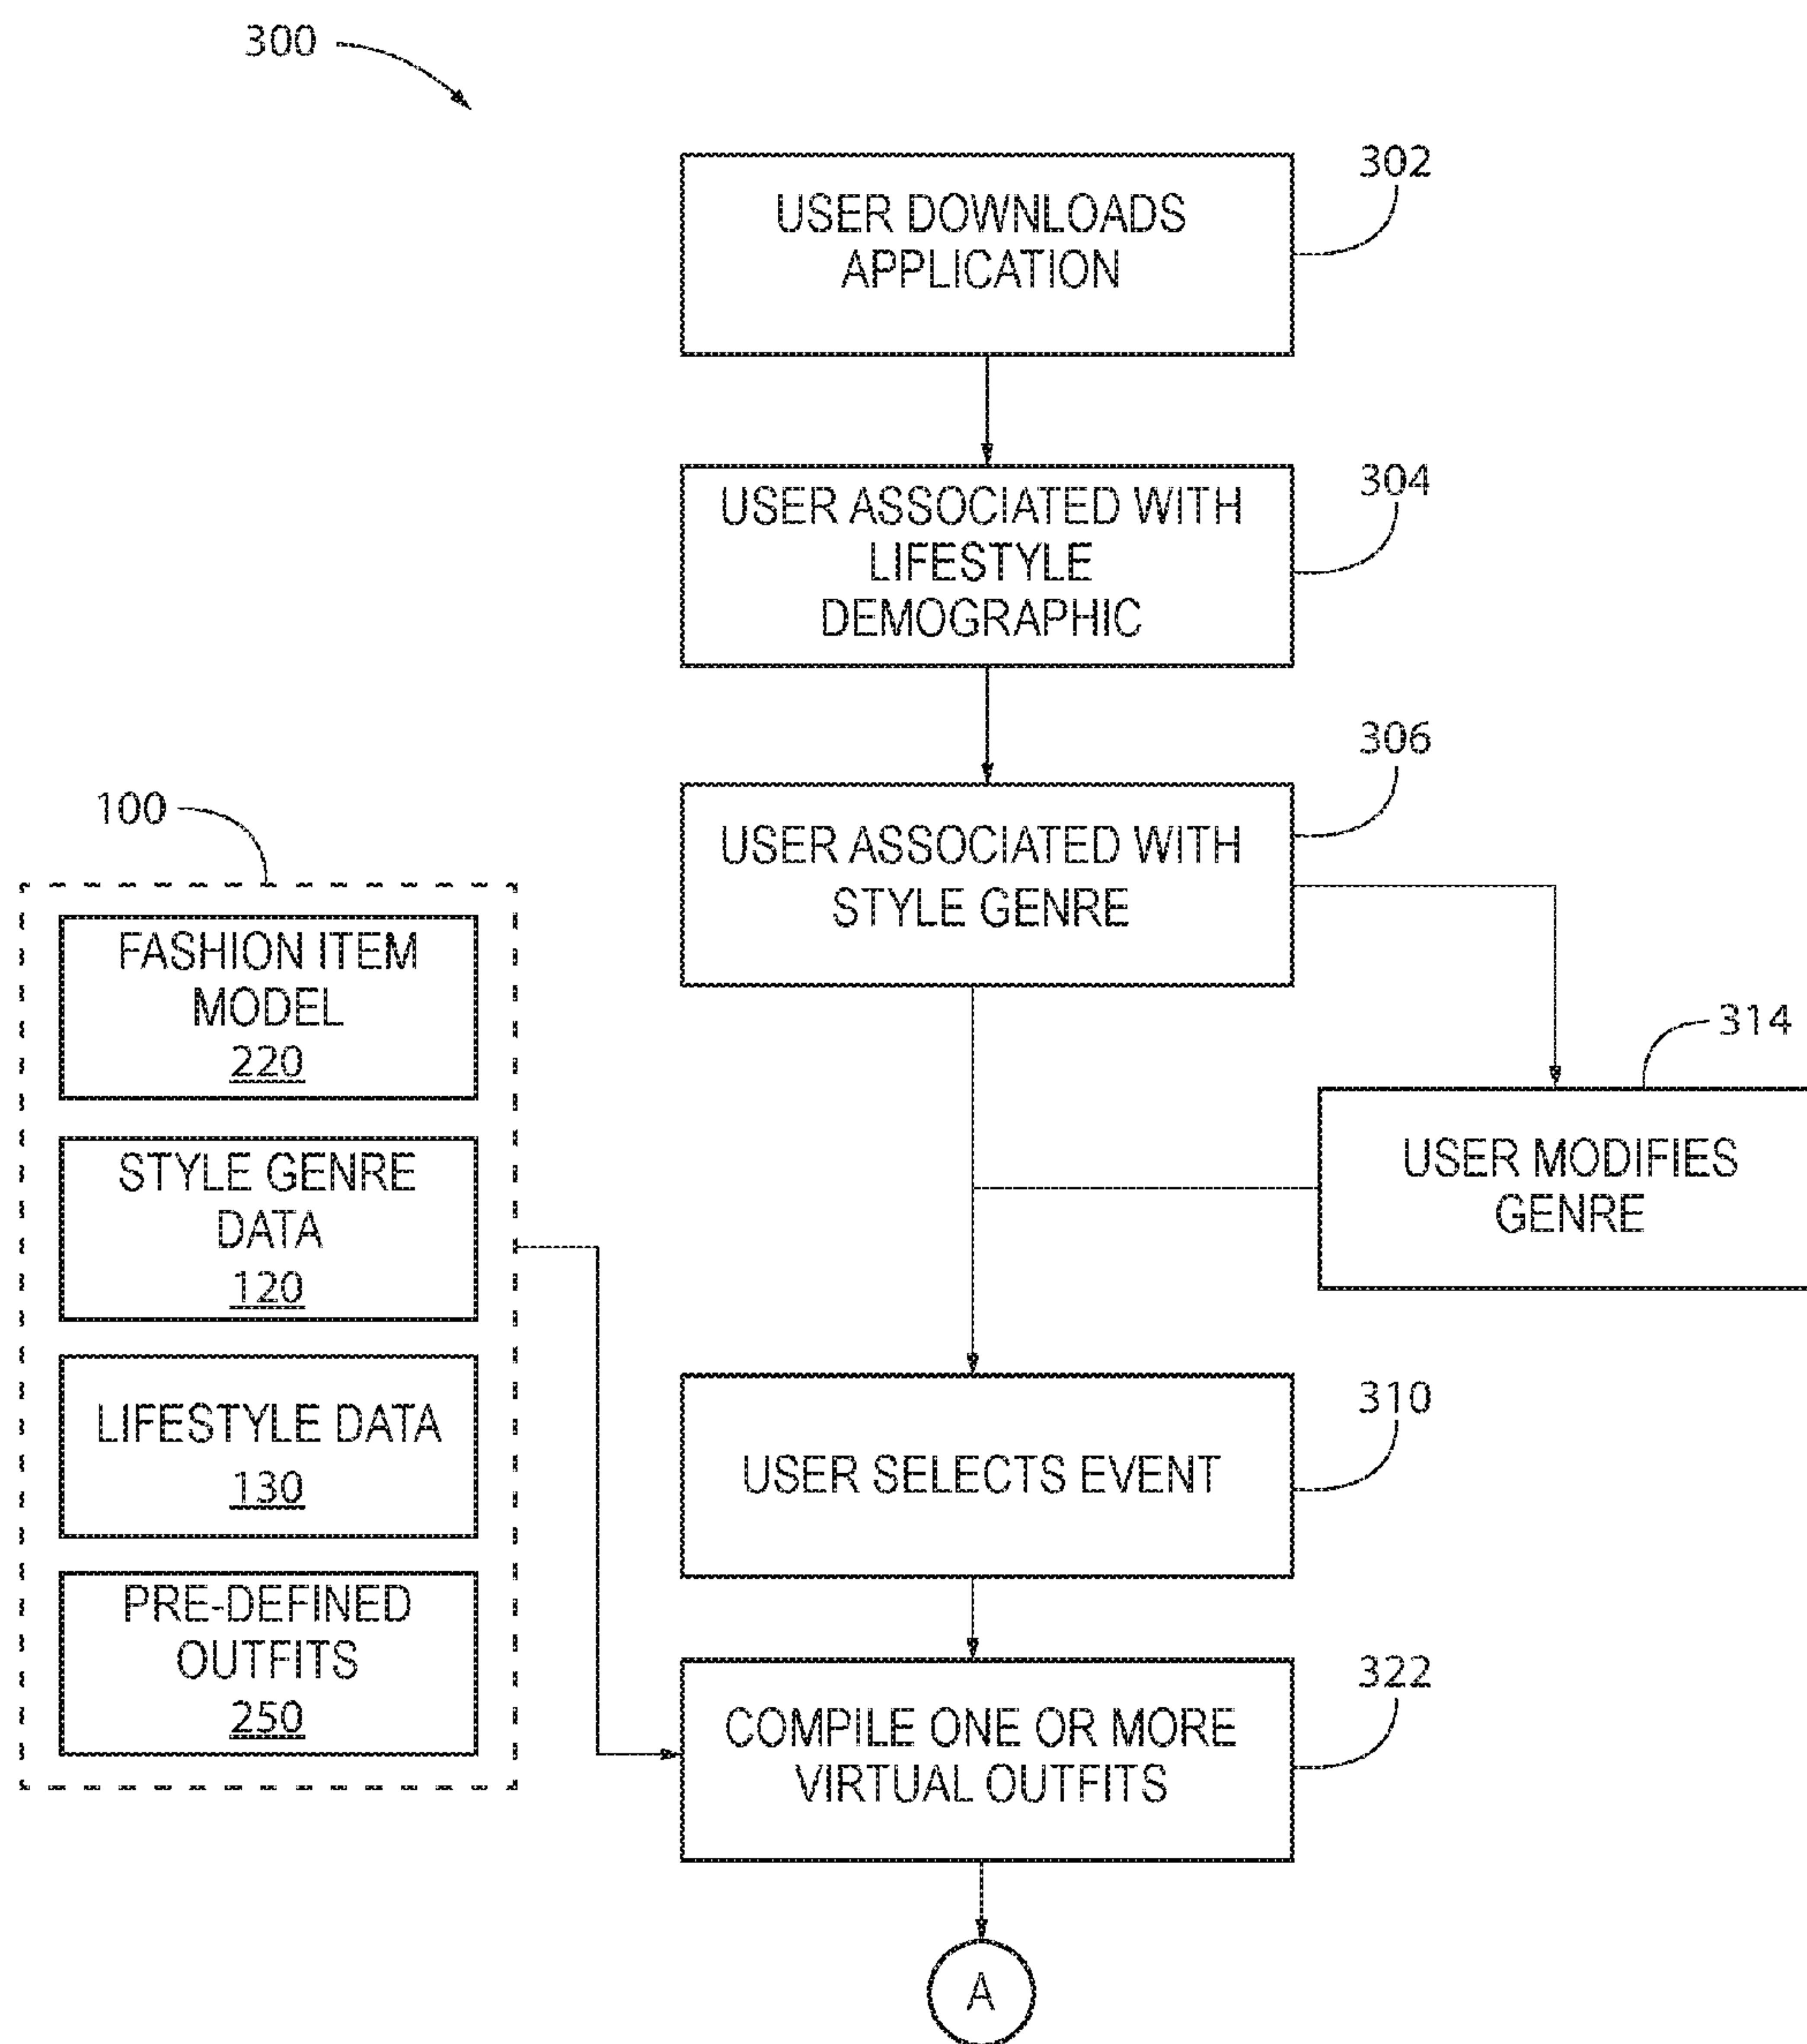 300
302
USER DOWNLOADS
APPLICATION
304
USER ASSOCIATED WITH
LIFESTYLE
DEMOGRAPHIC
306
USER ASSOCIATED WITH
STYLE GENRE
100
FASHION ITEM
MODEL
220
STYLE GENRE
DATA
120
LIFESTYLE DATA
130
PRE-DEFINED
OUTFITS
250
314
USER MODIFIES
GENRE
310
USER SELECTS EVENT
322
COMPILE ONE OR MORE
VIRTUAL OUTFITS
A